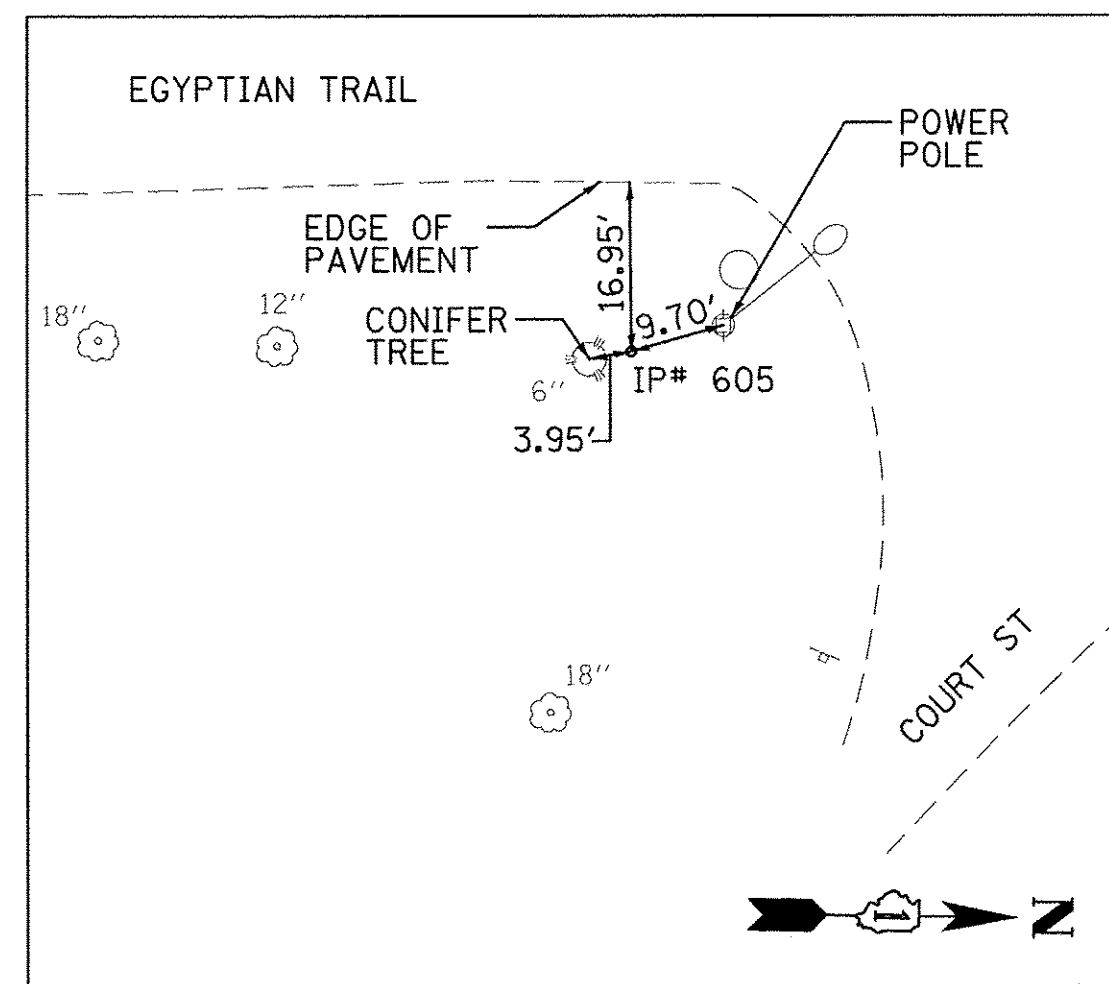 EGYPTIAN TRAIL
POWER
POLE
EDGE OF
PAVEMENT
16.95'
18''
12''
CONIFER
TREE
9.70'
6''
IP# 605
3.95'
18''
COURT ST
1
N